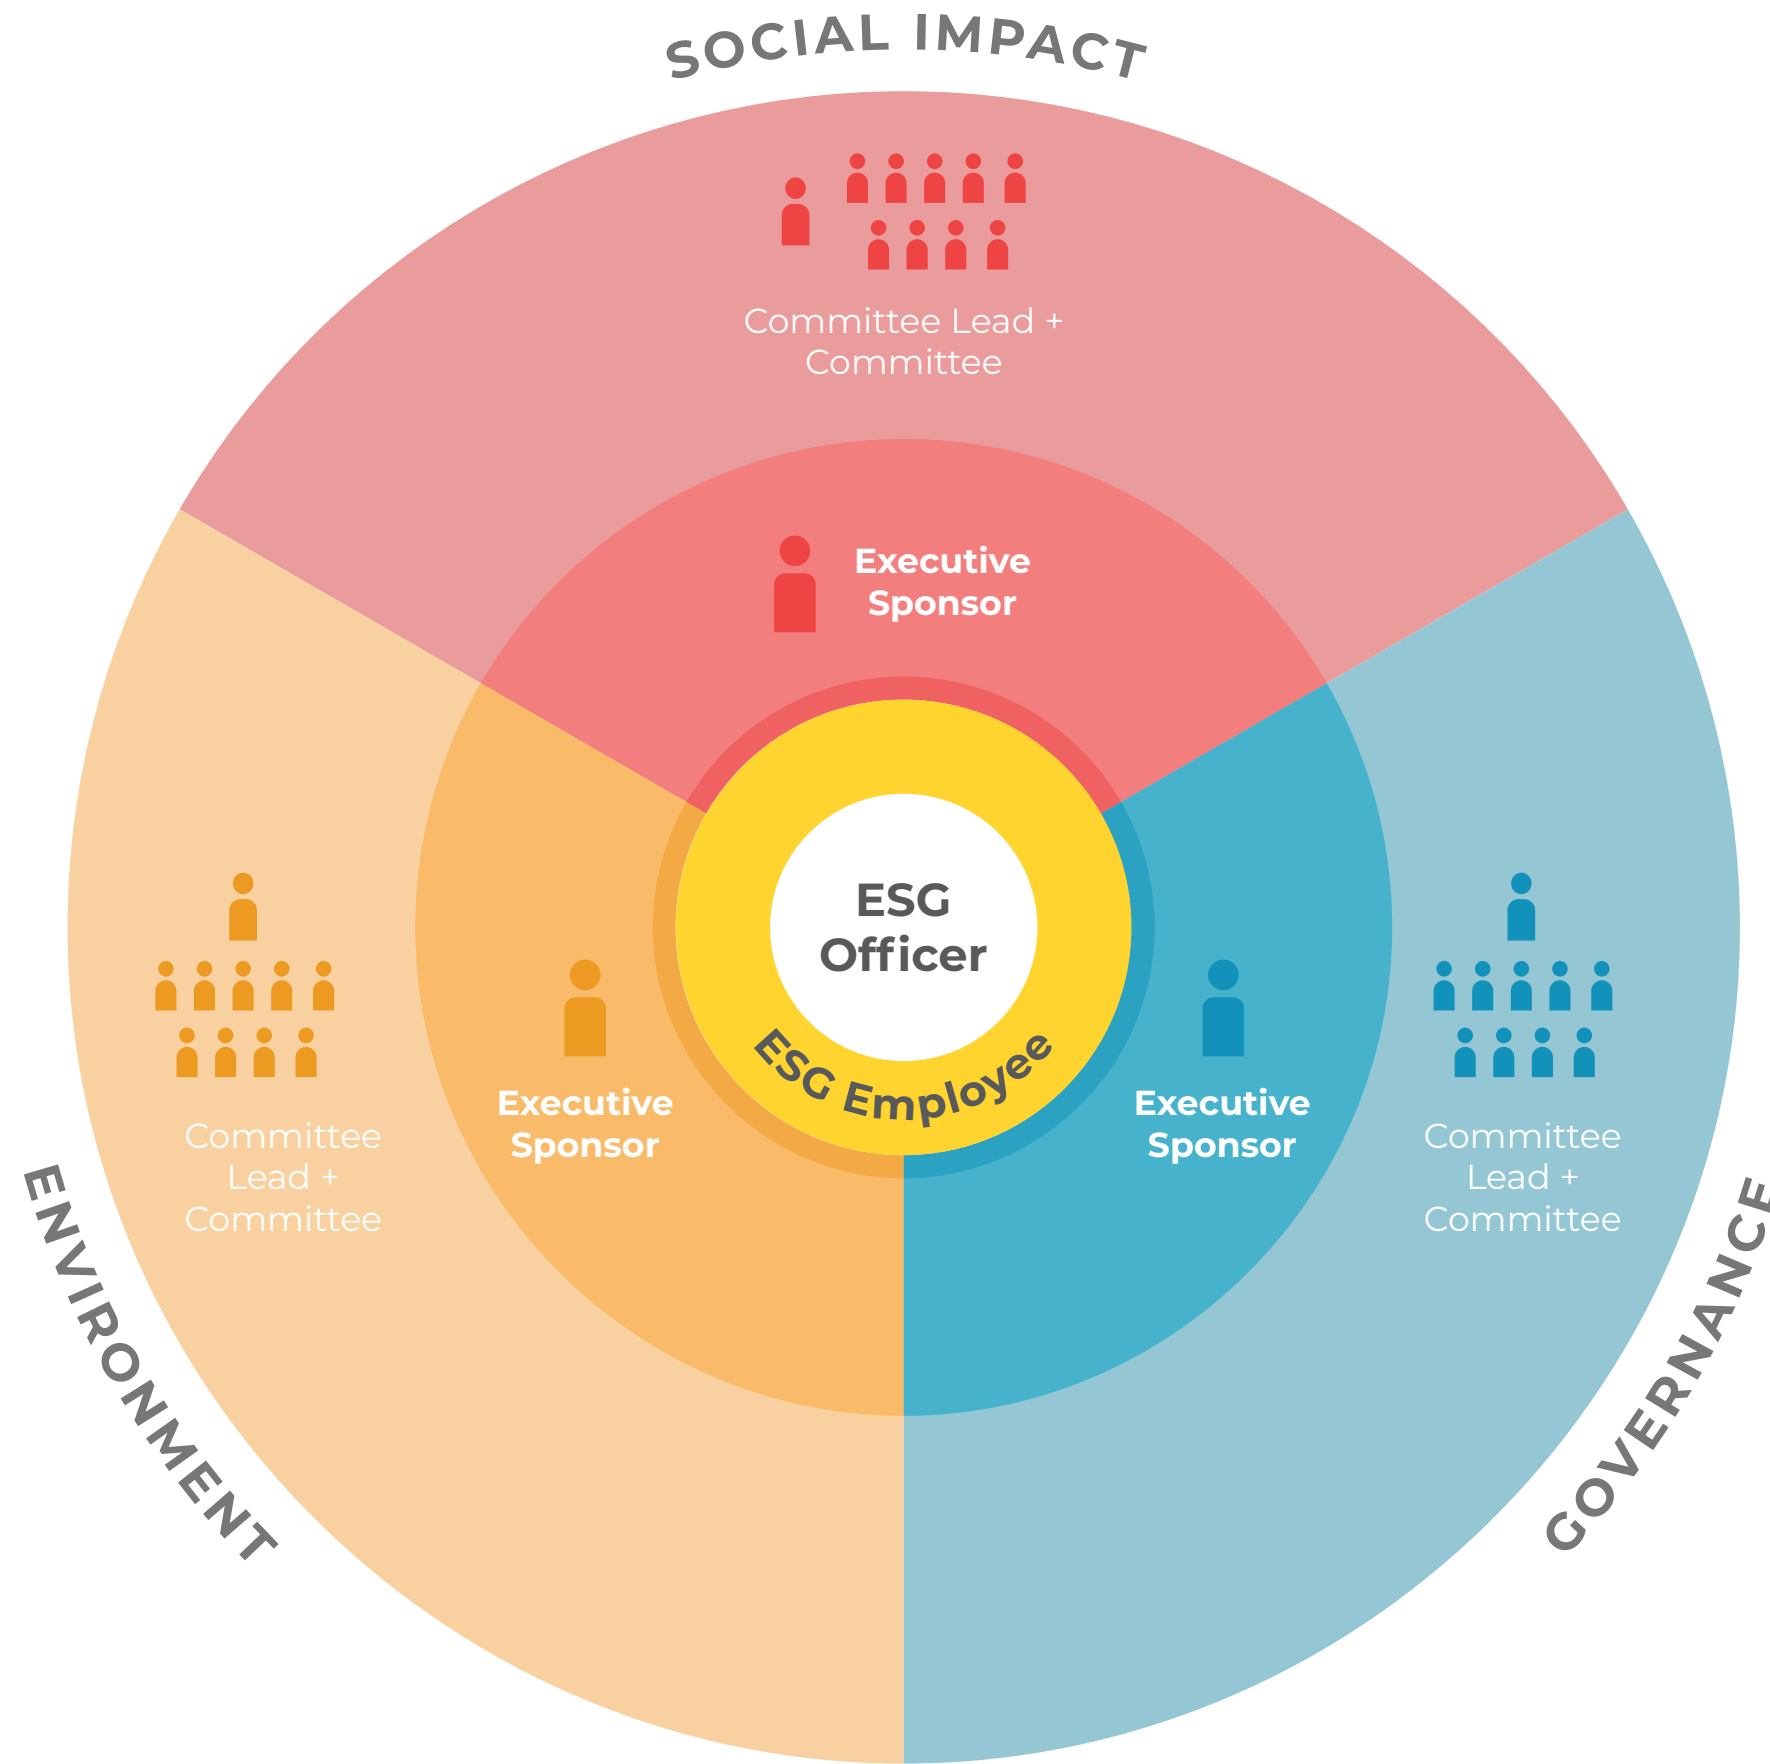 SOCIAL IMPACT
Committee Lead +
Committee
Executive
Sponsor
ESG
Officer
ESG Employee
Executive
Sponsor
Committee
Lead +
Committee
ENVIRONMENT
Executive
Sponsor
Committee
Lead +
Committee
GOVERNANCE